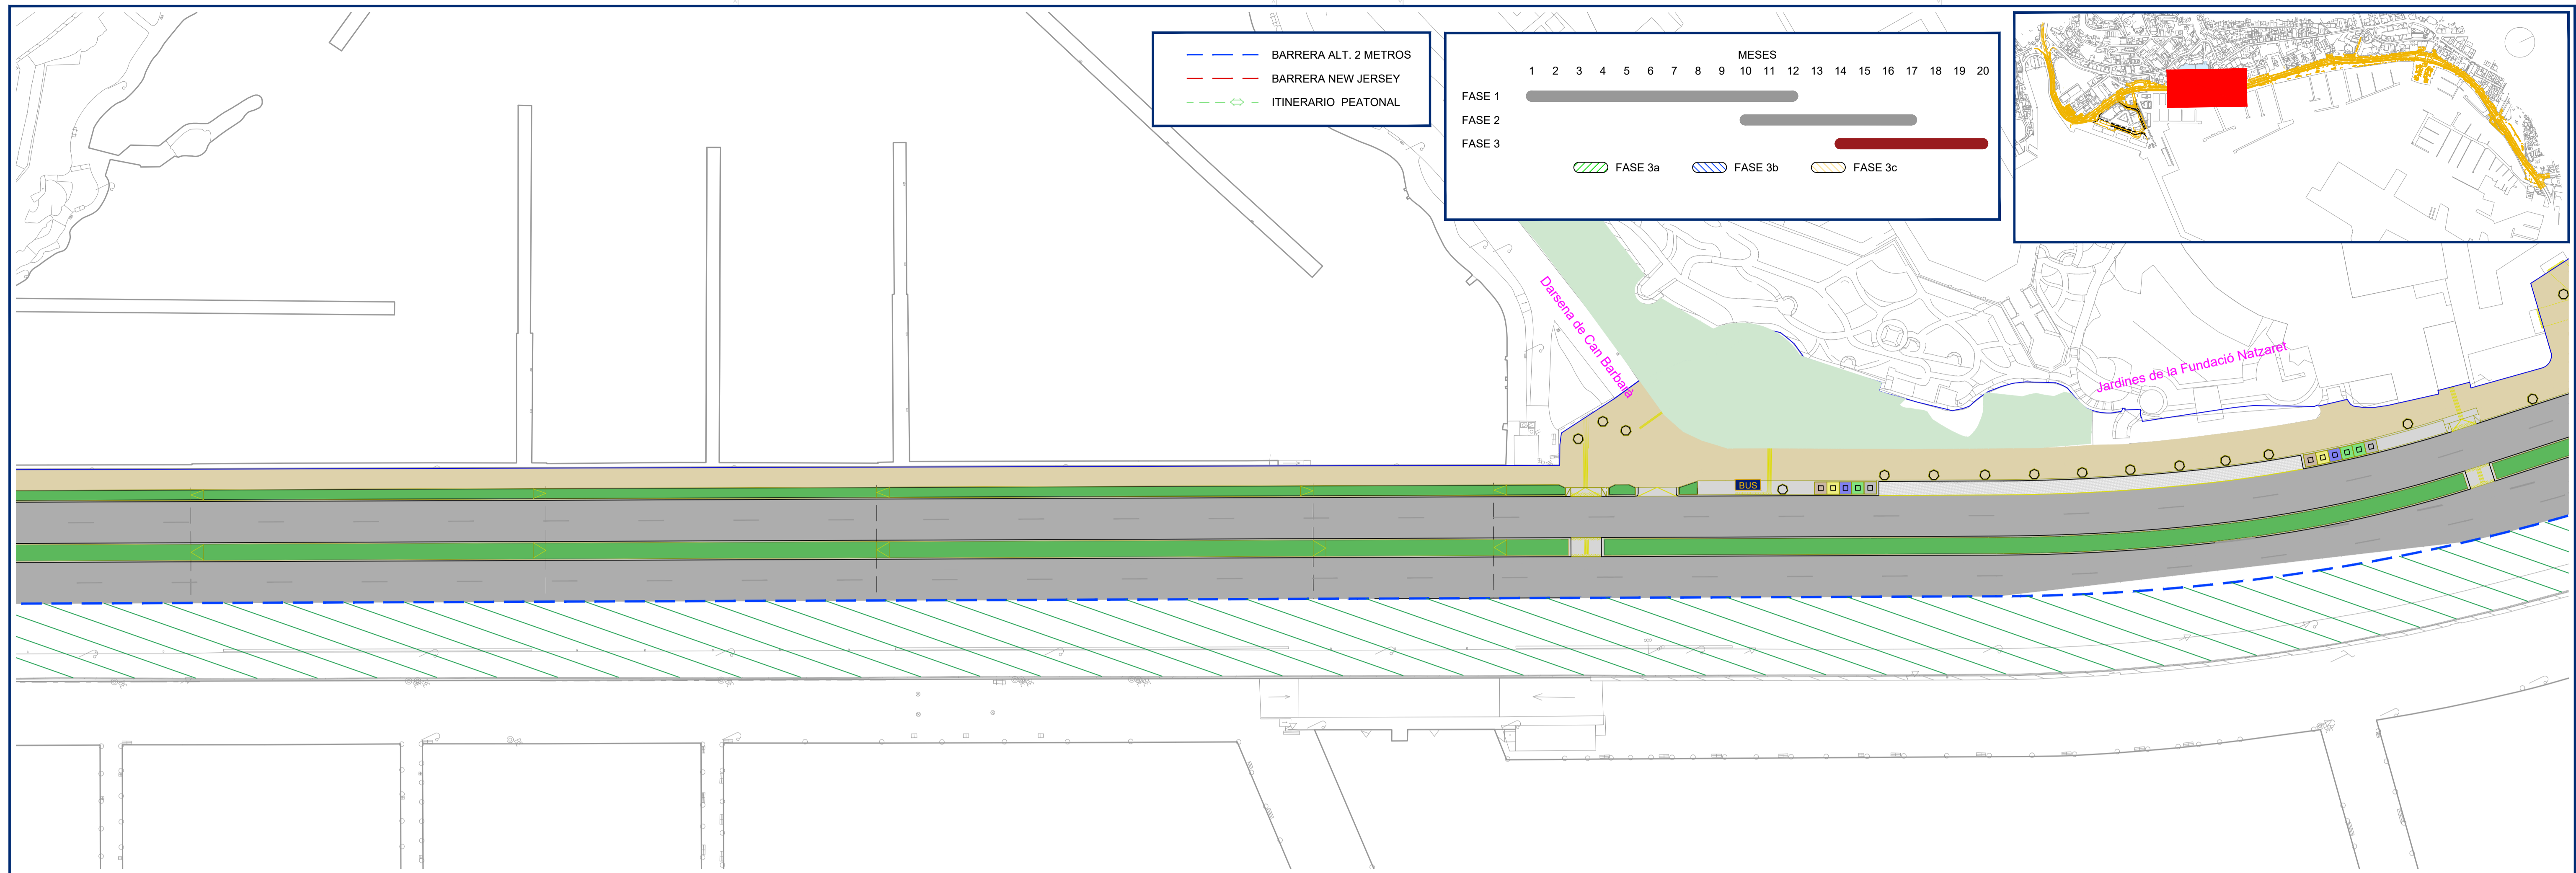 BARRERA ALT. 2 METROS
BARRERA NEW JERSEY
ITINERARIO PEATONAL
MESES
1 2 3 4 5 6 7 8 9 10 11 12 13 14 15 16 17 18 19 20
FASE 1
FASE 2
FASE 3
FASE 3a FASE 3b FASE 3c
Darsena de Can Barbarà
Jardines de la Fundació Natzaret
BUS